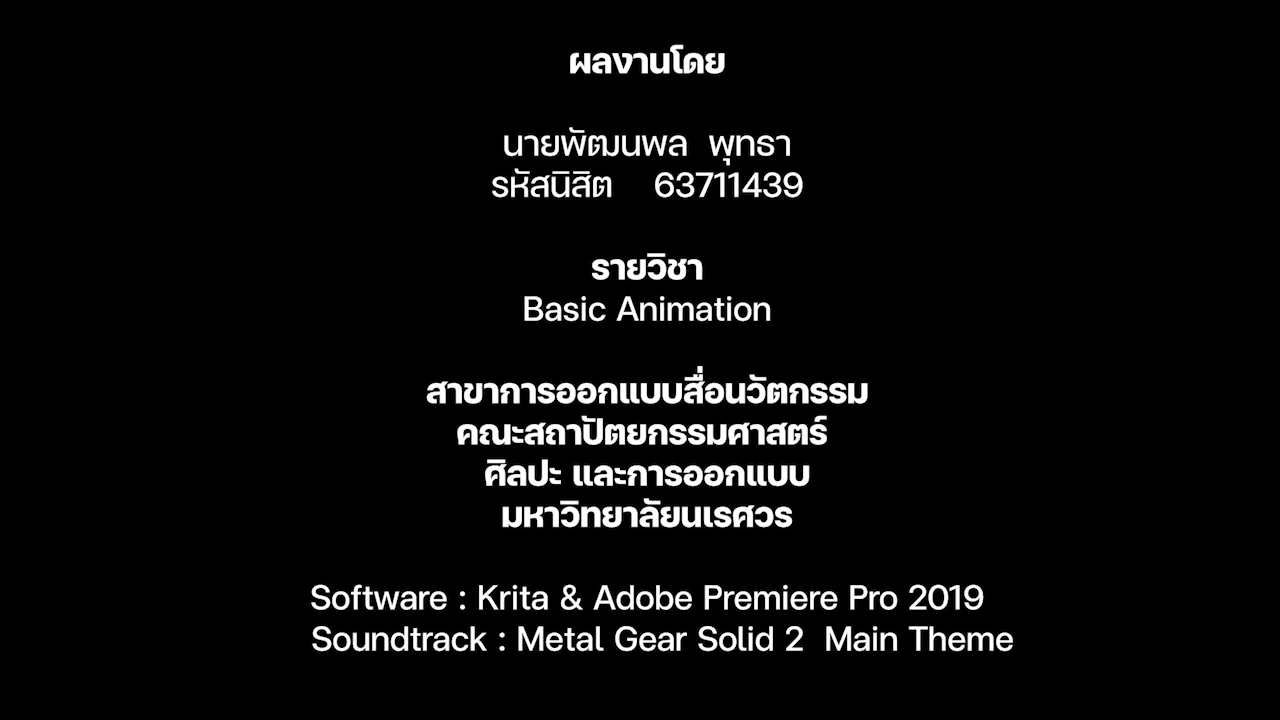 ผลงานโดย
นายพัฒนพล พุทธา
รหัสนิสิต 63711439
รายวิชา
Basic Animation
สาขาการออกแบบสื่อนวัตกรรม
คณะสถาปัตยกรรมศาสตร์
ศิลปะ และการออกแบบ
มหาวิทยาลัยนเรศวร
Software : Krita & Adobe Premiere Pro 2019
Soundtrack : Metal Gear Solid 2 Main Theme